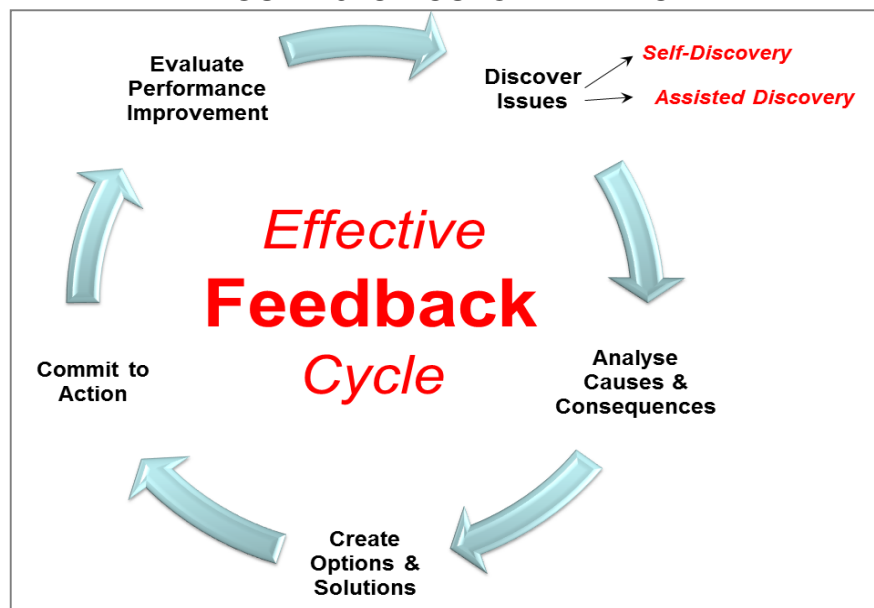 Evaluate
Performance
Improvement
Discover
Issues
Self-Discovery
Assisted Discovery
Effective
Feedback
Cycle
Analyse
Causes &
Consequences
Create
Options &
Solutions
Commit to
Action